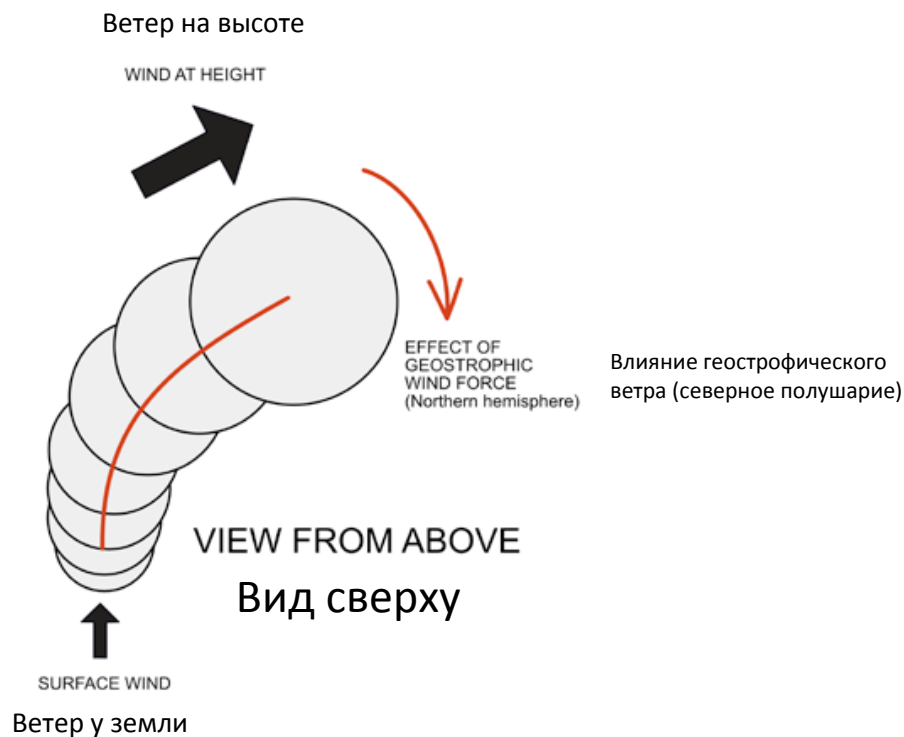 Ветер на высоте
WIND AT HEIGHT
EFFECT OF
GEOSTROPHIC
WIND FORCE
(Northern hemisphere)
Влияние геострофического
ветра (северное полушарие)
VIEW FROM ABOVE
Вид сверху
SURFACE WIND
Ветер у земли